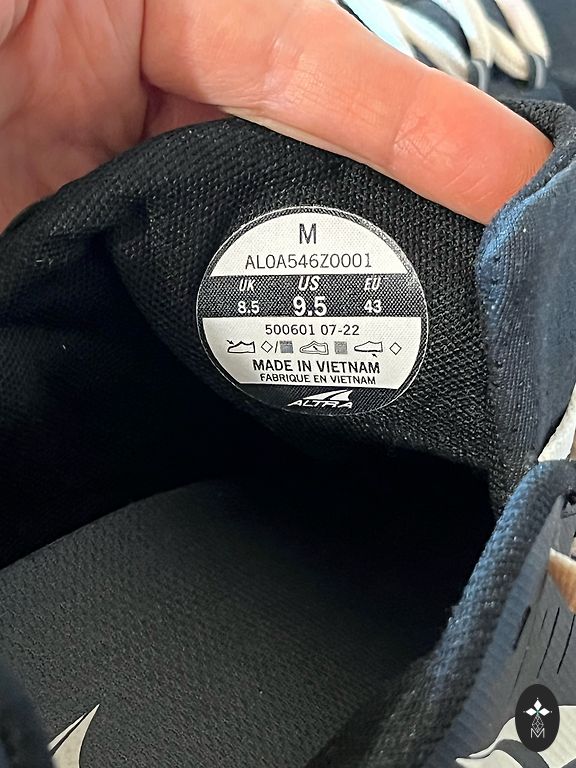 M
AL0A546Z0001
UK US EU
8.5 9.5 43
500601 07-22
MADE IN VIETNAM
FABRIQUE EN VIETNAM
ALTRA
M